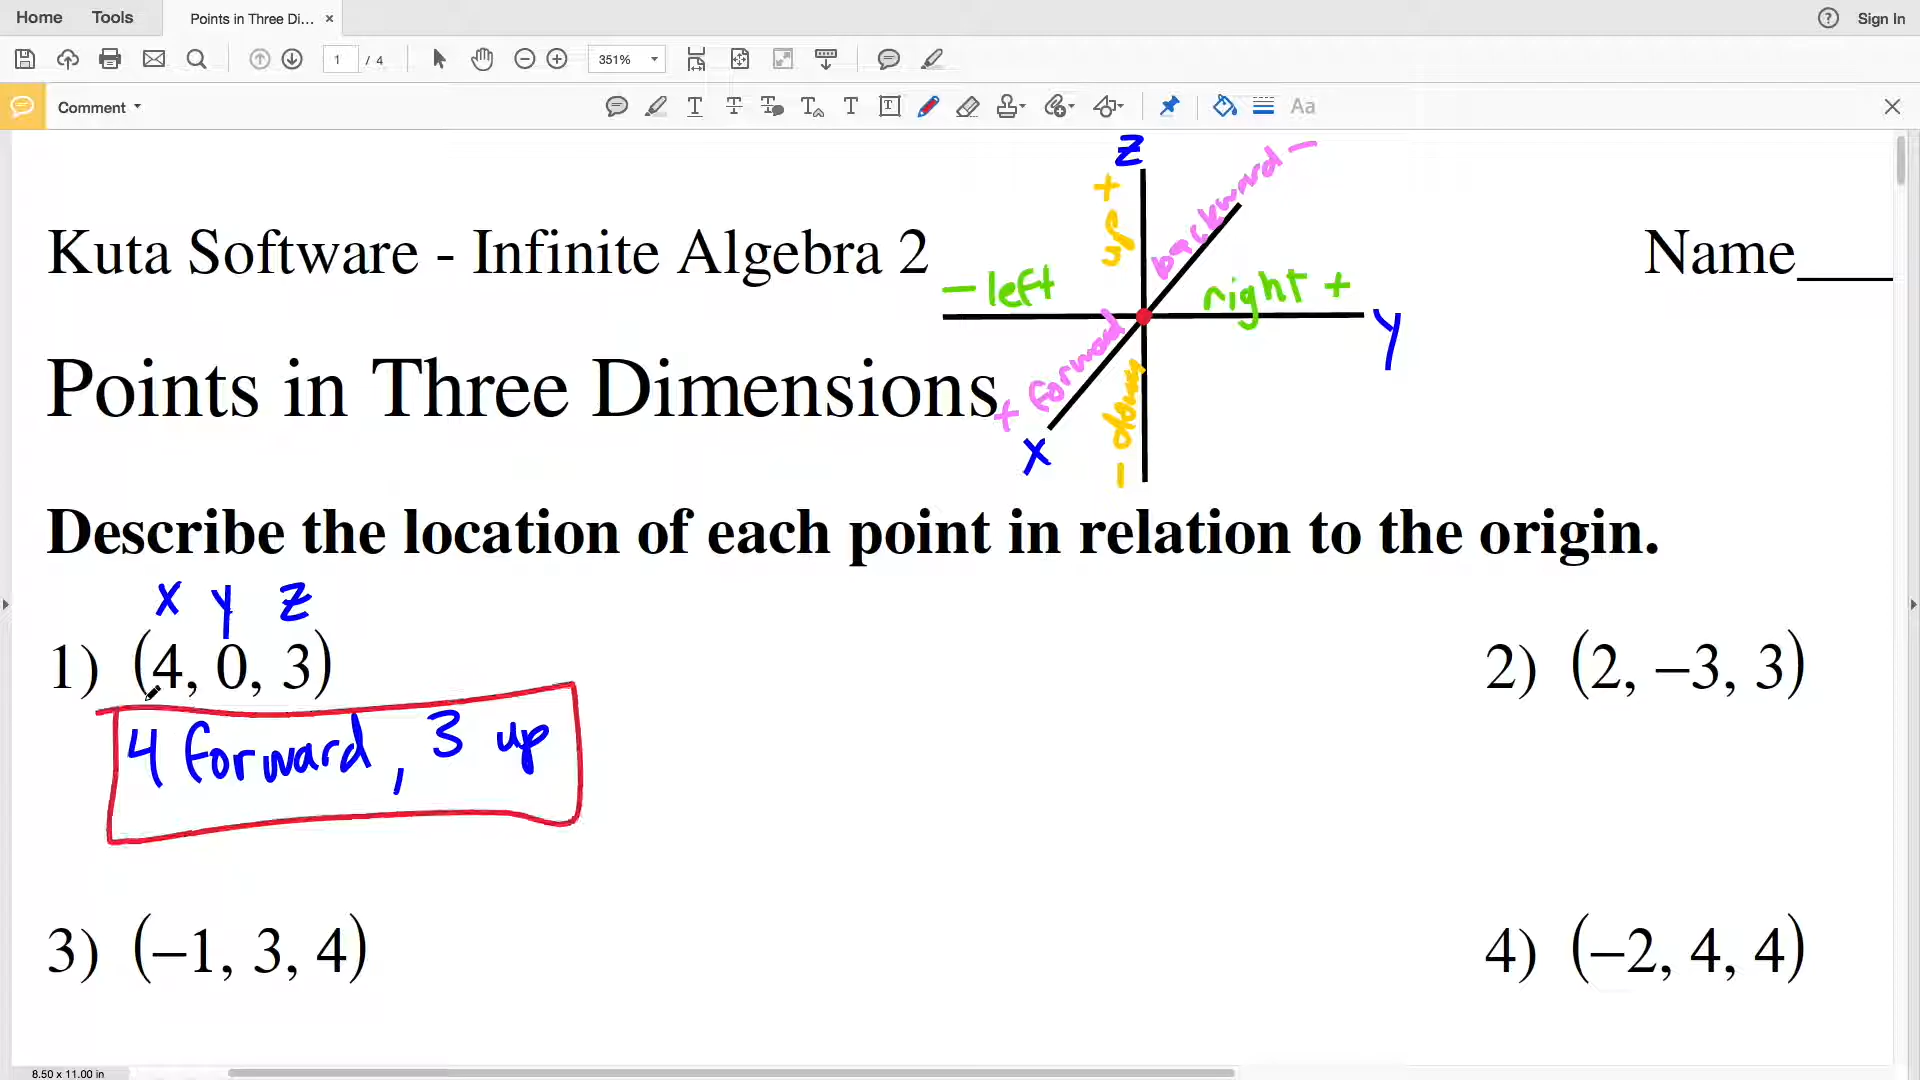 Home Tools Points in Three Di... × ? Sign In
1 / 4 351%
Comment Aa
z
+ up
backward -
Kuta Software - Infinite Algebra 2 Name____
- left right +
y
Points in Three Dimensions
+ forward
- down
x
Describe the location of each point in relation to the origin.
x y z
1) (4, 0, 3) 2) (2, −3, 3)
4 forward, 3 up
3) (−1, 3, 4) 4) (−2, 4, 4)
8.50 x 11.00 in